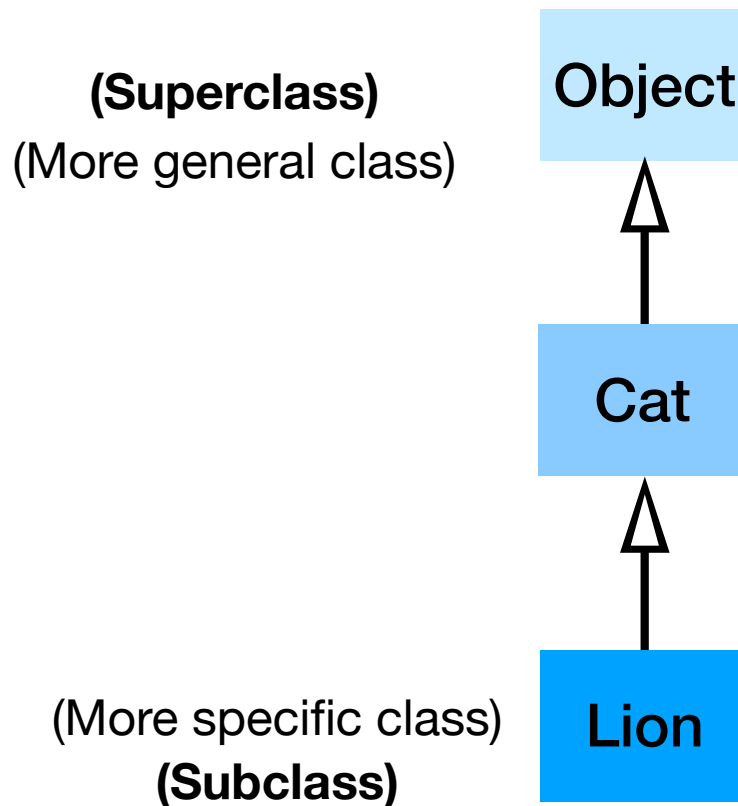 Object
(Superclass)
(More general class)
Cat
(More specific class)
Lion
(Subclass)